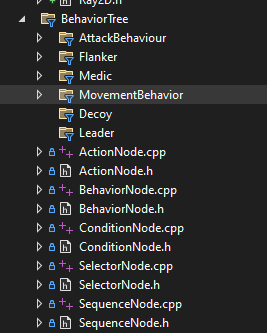 Ray2D.h
BehaviorTree
AttackBehaviour
Flanker
Medic
MovementBehavior
Decoy
Leader
ActionNode.cpp
ActionNode.h
BehaviorNode.cpp
BehaviorNode.h
ConditionNode.cpp
ConditionNode.h
SelectorNode.cpp
SelectorNode.h
SequenceNode.cpp
SequenceNode.h